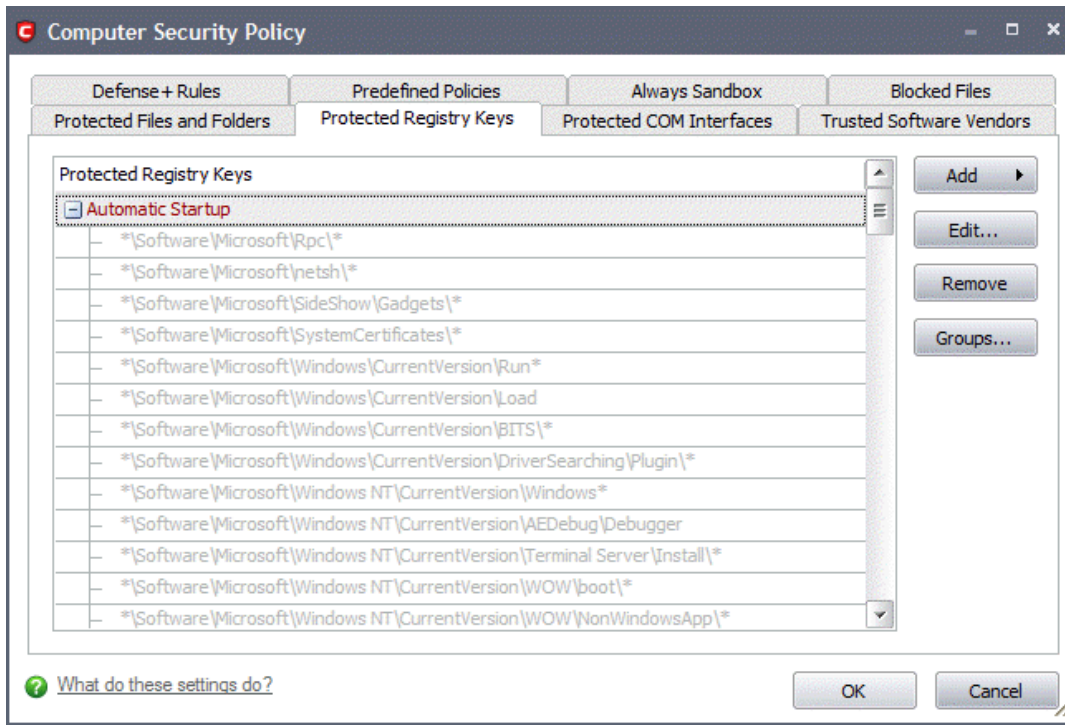 Computer Security Policy
Defense+ Rules
Predefined Policies
Always Sandbox
Blocked Files
Protected Files and Folders
Protected Registry Keys
Protected COM Interfaces
Trusted Software Vendors
Protected Registry Keys
Automatic Startup
*\Software\Microsoft\Rpc\*
*\Software\Microsoft\netsh\*
*\Software\Microsoft\SideShow\Gadgets\*
*\Software\Microsoft\SystemCertificates\*
*\Software\Microsoft\Windows\CurrentVersion\Run*
*\Software\Microsoft\Windows\CurrentVersion\Load
*\Software\Microsoft\Windows\CurrentVersion\BITS\*
*\Software\Microsoft\Windows\CurrentVersion\DriverSearching\Plugin\*
*\Software\Microsoft\Windows NT\CurrentVersion\Windows*
*\Software\Microsoft\Windows NT\CurrentVersion\AEDebug\Debugger
*\Software\Microsoft\Windows NT\CurrentVersion\Terminal Server\Install\*
*\Software\Microsoft\Windows NT\CurrentVersion\WOW\boot\*
*\Software\Microsoft\Windows NT\CurrentVersion\WOW\NonWindowsApp\*
Add
Edit...
Remove
Groups...
What do these settings do?
OK
Cancel